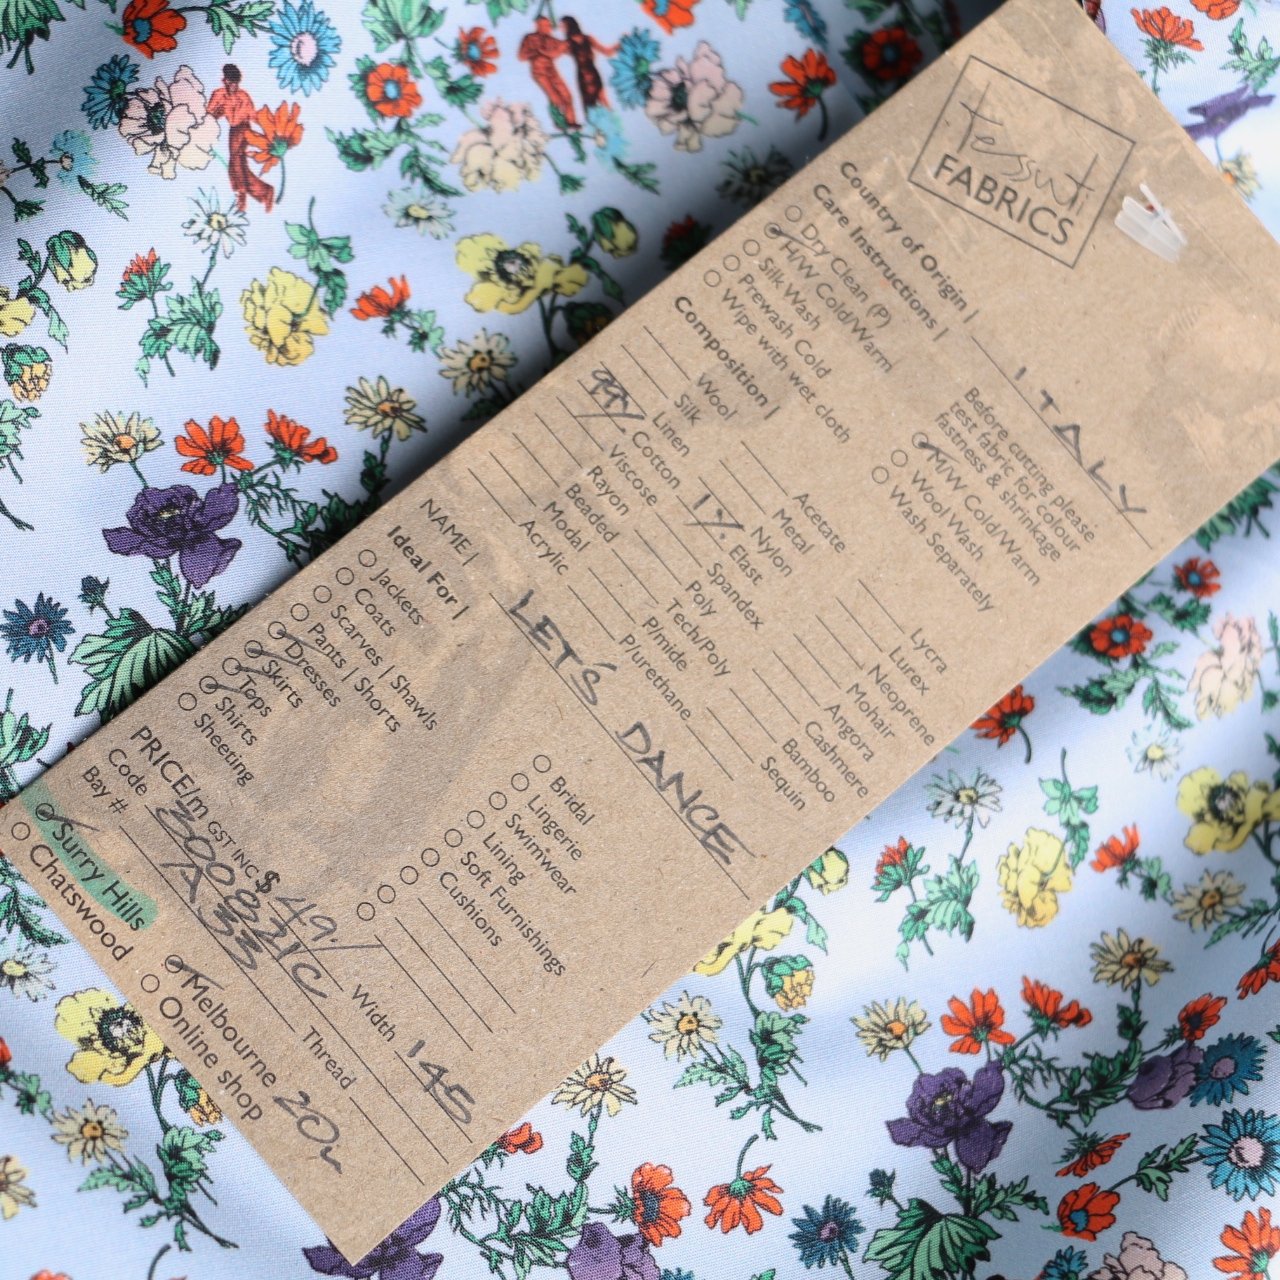 tessuti
FABRICS
Country of Origin | ITALY
Care Instructions |
Dry Clean (P)
H/W Cold/Warm
Silk Wash
Prewash Cold
Wipe with wet cloth
Before cutting please
test fabric for colour
fastness & shrinkage
M/W Cold/Warm
Wool Wash
Wash Separately
Composition |
Wool
Silk
Linen
99% Cotton
Viscose
Rayon
Beaded
Modal
Acrylic
Acetate
Metal
Nylon
1% Elast
Spandex
Poly
Tech/Poly
P/mide
P/urethane
Lycra
Lurex
Neoprene
Mohair
Angora
Cashmere
Bamboo
Sequin
NAME | LET'S DANCE
Ideal For |
Jackets
Coats
Scarves | Shawls
Pants | Shorts
Dresses
Skirts
Tops
Shirts
Sheeting
Bridal
Lingerie
Swimwear
Lining
Soft Furnishings
Cushions
PRICE/m GST INC $ 49./ Width 145
Code 300871C
Bay # A33 Thread
Surry Hills
Chatswood
Melbourne 20
Online shop